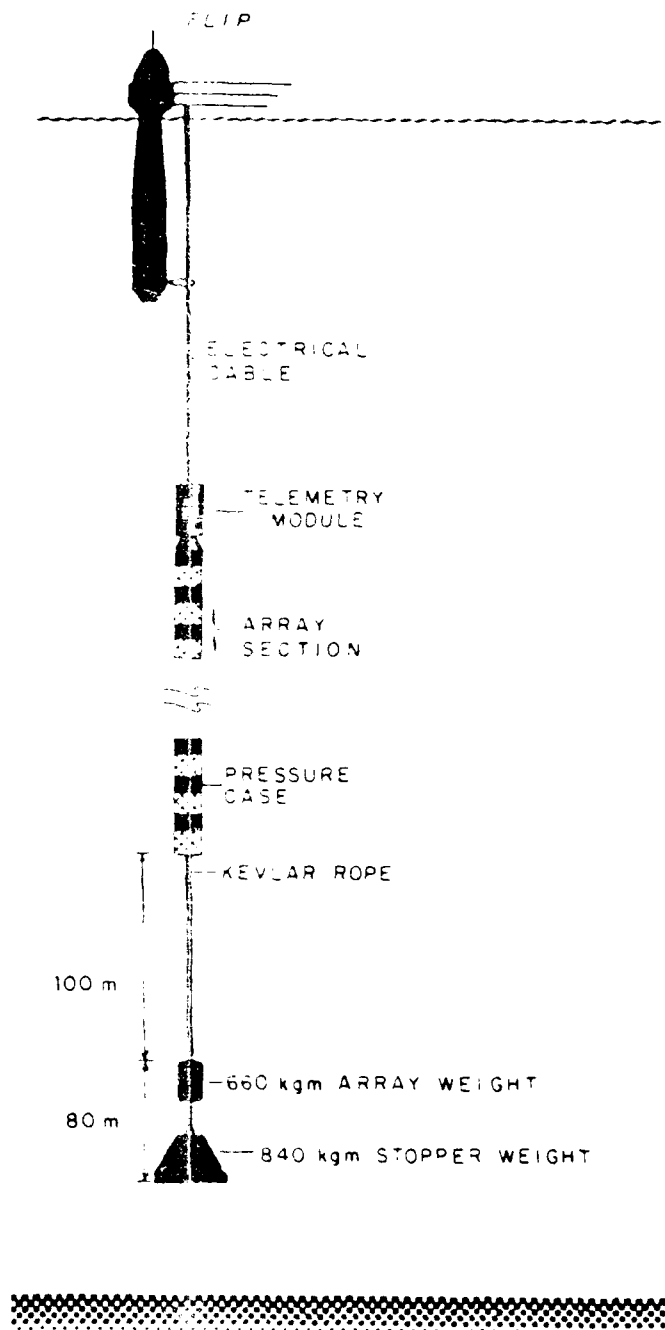 FLIP
ELECTRICAL
CABLE
TELEMETRY
MODULE
ARRAY
SECTION
PRESSURE
CASE
KEVLAR ROPE
100 m
660 kgm ARRAY WEIGHT
80 m
840 kgm STOPPER WEIGHT